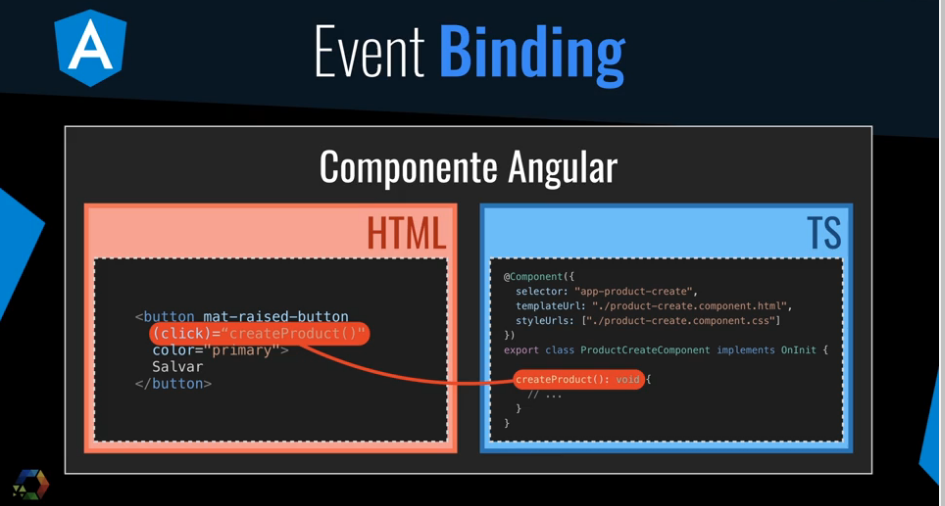 Event Binding
Componente Angular
HTML
<button mat-raised-button
(click)="createProduct()"
color="primary">
Salvar
</button>
TS
@Component({
selector: "app-product-create",
templateUrl: "./product-create.component.html",
styleUrls: ["./product-create.component.css"]
})
export class ProductCreateComponent implements OnInit {
createProduct(): void {
// ...
}
}